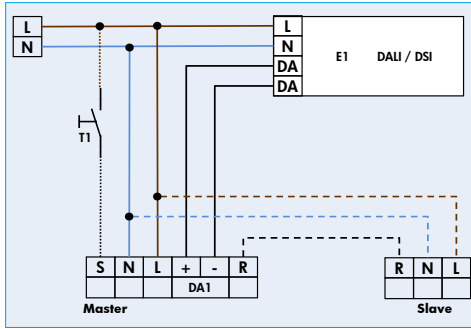 L
N
L
N
DA
DA
E1 DALI / DSI
T1
S N L + - R
DA1
Master
R N L
Slave